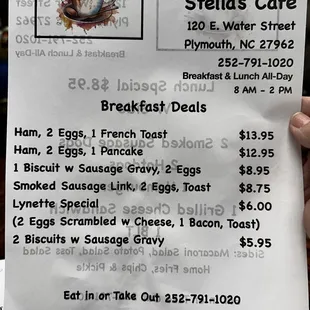 Stella's Cafe
120 E. Water Street
Plymouth, NC 27962
252-791-1020
Breakfast & Lunch All-Day
8 AM - 2 PM
Breakfast Deals
Ham, 2 Eggs, 1 French Toast $13.95
Ham, 2 Eggs, 1 Pancake $12.95
1 Biscuit w Sausage Gravy, 2 Eggs $8.95
Smoked Sausage Link, 2 Eggs, Toast $8.75
Lynette Special $6.00
(2 Eggs Scrambled w Cheese, 1 Bacon, Toast)
2 Biscuits w Sausage Gravy $5.95
Eat in or Take Out 252-791-1020